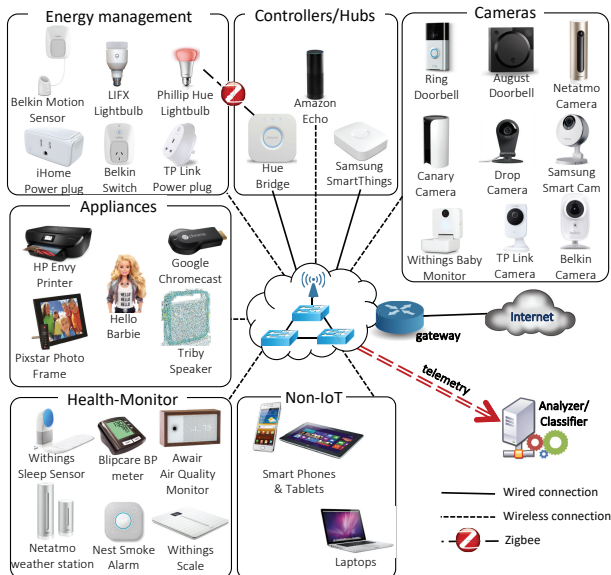 Energy management
Belkin Motion
Sensor
LIFX
Lightbulb
Phillip Hue
Lightbulb
iHome
Power plug
Belkin
Switch
TP Link
Power plug
Controllers/Hubs
Amazon
Echo
Z
Hue
Bridge
Samsung
SmartThings
Cameras
Ring
Doorbell
August
Doorbell
Netatmo
Camera
Canary
Camera
Drop
Camera
Samsung
Smart Cam
Withings Baby
Monitor
TP Link
Camera
Belkin
Camera
Appliances
HP Envy
Printer
Google
Chromecast
Hello
Barbie
Pixstar Photo
Frame
Triby
Speaker
gateway
Internet
telemetry
Analyzer/
Classifier
Health-Monitor
Withings
Sleep Sensor
Blipcare BP
meter
Awair
Air Quality
Monitor
Netatmo
weather station
Nest Smoke
Alarm
Withings
Scale
Non-IoT
Smart Phones
& Tablets
Laptops
Wired connection
Wireless connection
Z
Zigbee